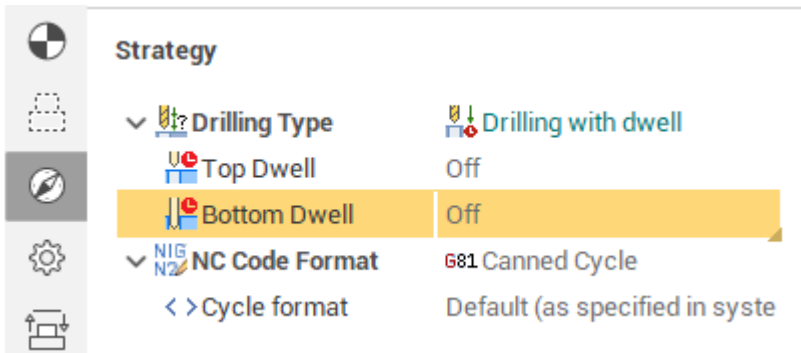 Strategy
Drilling Type Drilling with dwell
Top Dwell Off
Bottom Dwell Off
NC Code Format G81 Canned Cycle
<>Cycle format Default (as specified in syste